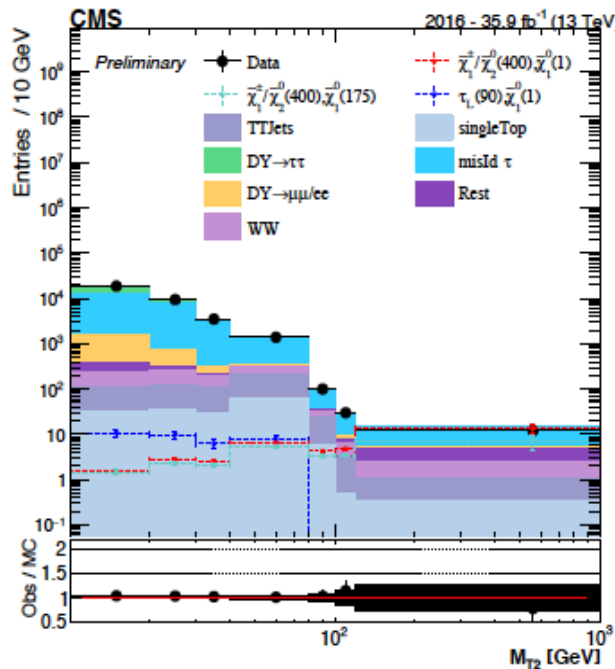 CMS 2016 - 35.9 fb⁻¹ (13 TeV)
Entries / 10 GeV
Preliminary
Data
χ̃₁±/χ̃₂⁰(400),χ̃₁⁰(1)
χ̃₁±/χ̃₂⁰(400),χ̃₁⁰(175)
τ_L(90),χ̃₁⁰(1)
TTJets
singleTop
DY→ττ
misId τ
DY→μμ/ee
Rest
WW
10⁹
10⁸
10⁷
10⁶
10⁵
10⁴
10³
10²
10
1
10⁻¹
Obs / MC
2
1.5
1
0.5
10²
10³
M_T2 [GeV]